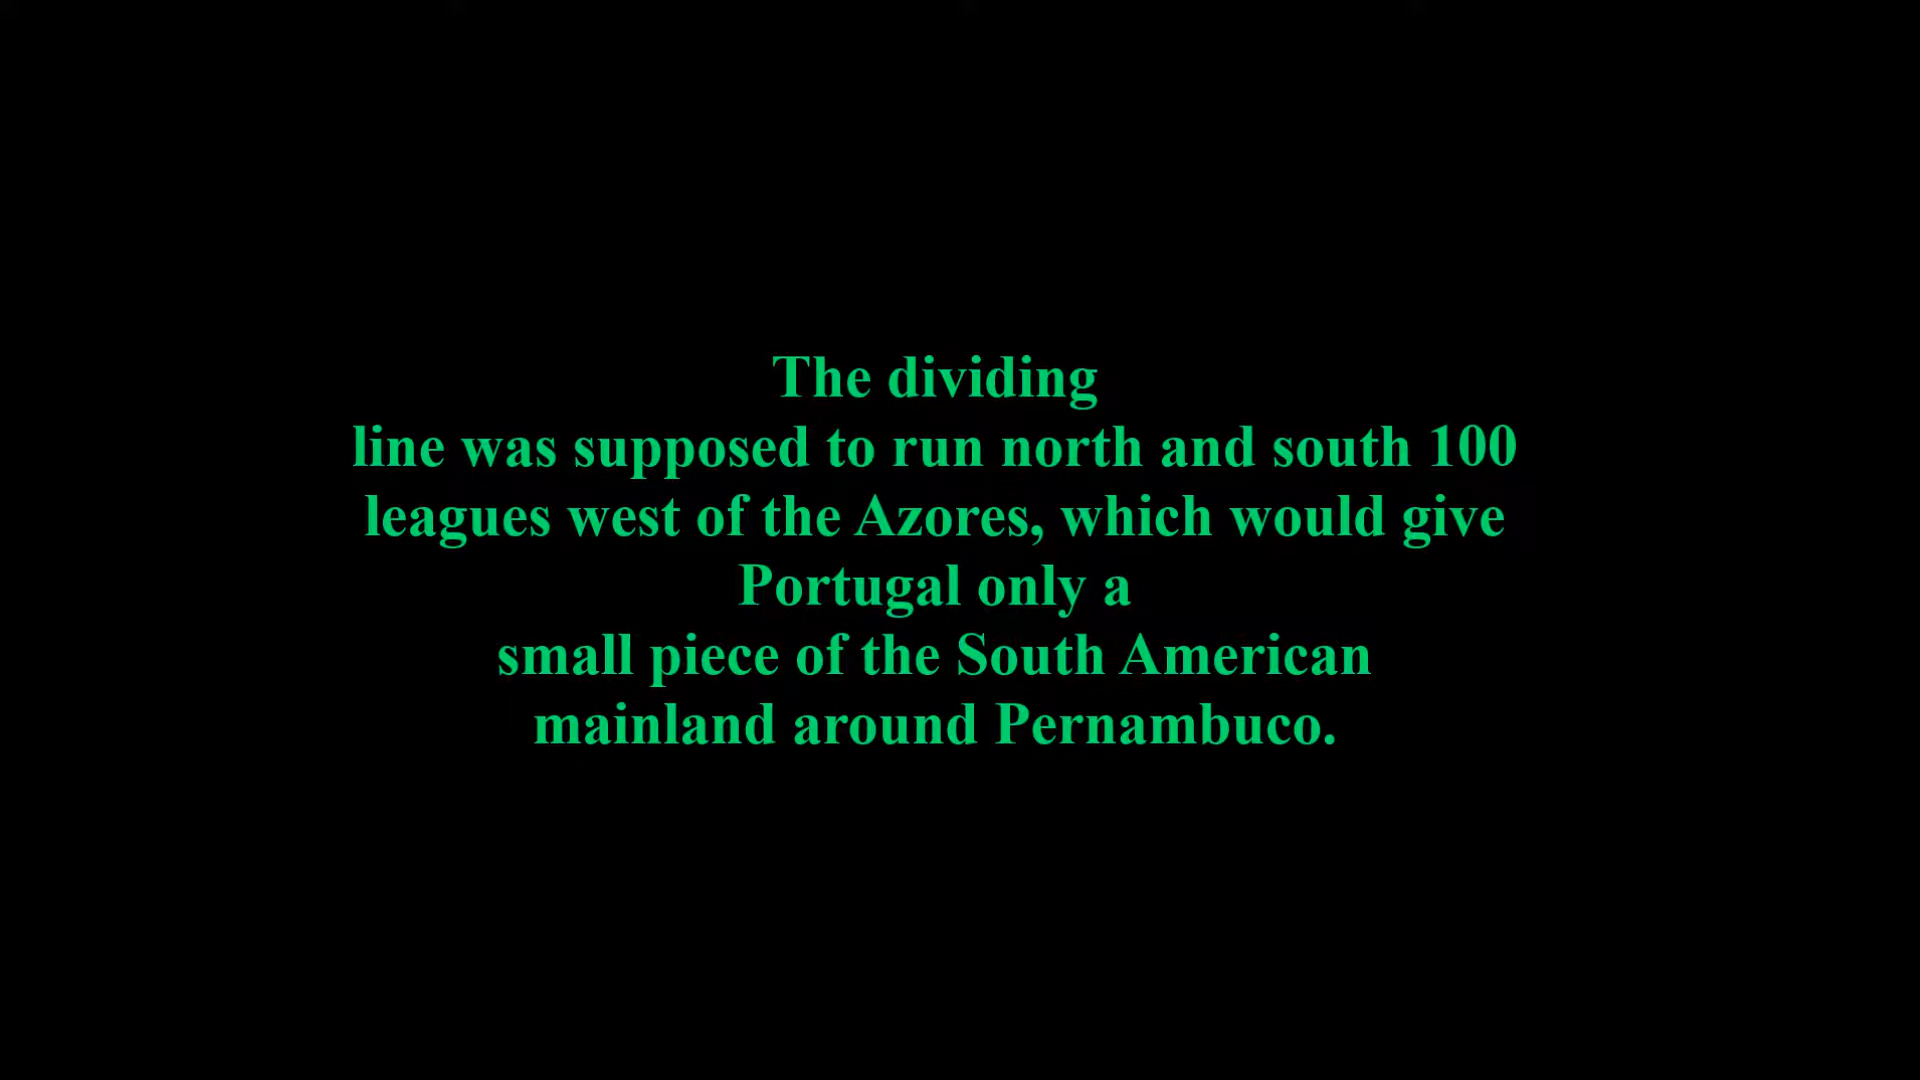 The dividing
line was supposed to run north and south 100
leagues west of the Azores, which would give
Portugal only a
small piece of the South American
mainland around Pernambuco.